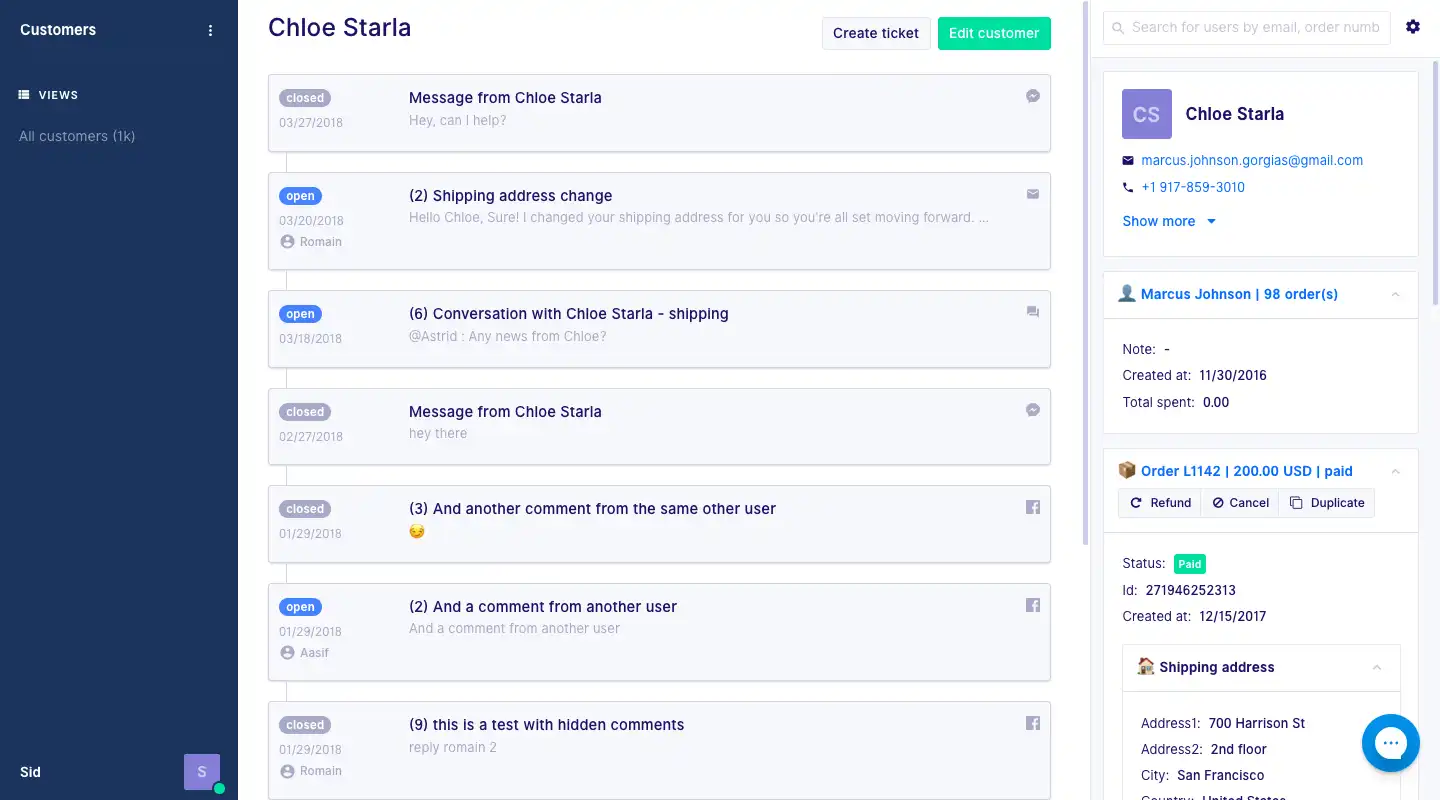 Customers
VIEWS
All customers (1k)
Sid
S
Chloe Starla
Create ticket
Edit customer
closed
Message from Chloe Starla
03/27/2018
Hey, can I help?
open
(2) Shipping address change
03/20/2018
Hello Chloe, Sure! I changed your shipping address for you so you're all set moving forward. ...
Romain
open
(6) Conversation with Chloe Starla - shipping
03/18/2018
@Astrid : Any news from Chloe?
closed
Message from Chloe Starla
02/27/2018
hey there
closed
(3) And another comment from the same other user
01/29/2018
😏
open
(2) And a comment from another user
01/29/2018
And a comment from another user
Aasif
closed
(9) this is a test with hidden comments
01/29/2018
reply romain 2
Romain
Search for users by email, order numb
CS
Chloe Starla
marcus.johnson.gorgias@gmail.com
+1 917-859-3010
Show more
Marcus Johnson | 98 order(s)
Note: -
Created at: 11/30/2016
Total spent: 0.00
Order L1142 | 200.00 USD | paid
Refund
Cancel
Duplicate
Status: Paid
Id: 271946252313
Created at: 12/15/2017
Shipping address
Address1: 700 Harrison St
Address2: 2nd floor
City: San Francisco
Country: United States